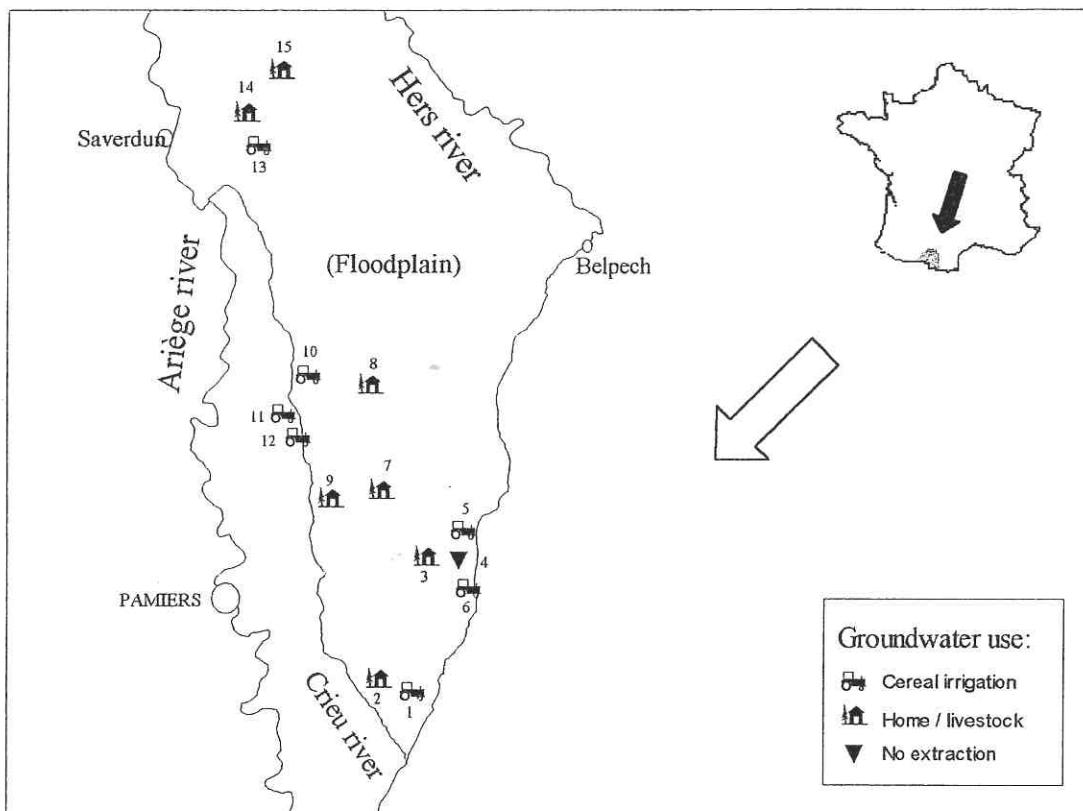 15
14
Saverdun
13
Hers river
Ariège river
(Floodplain)
Belpech
10
8
11
12
9
7
5
3
4
6
PAMIERS
2
1
Crieu river
Groundwater use:
Cereal irrigation
Home / livestock
No extraction